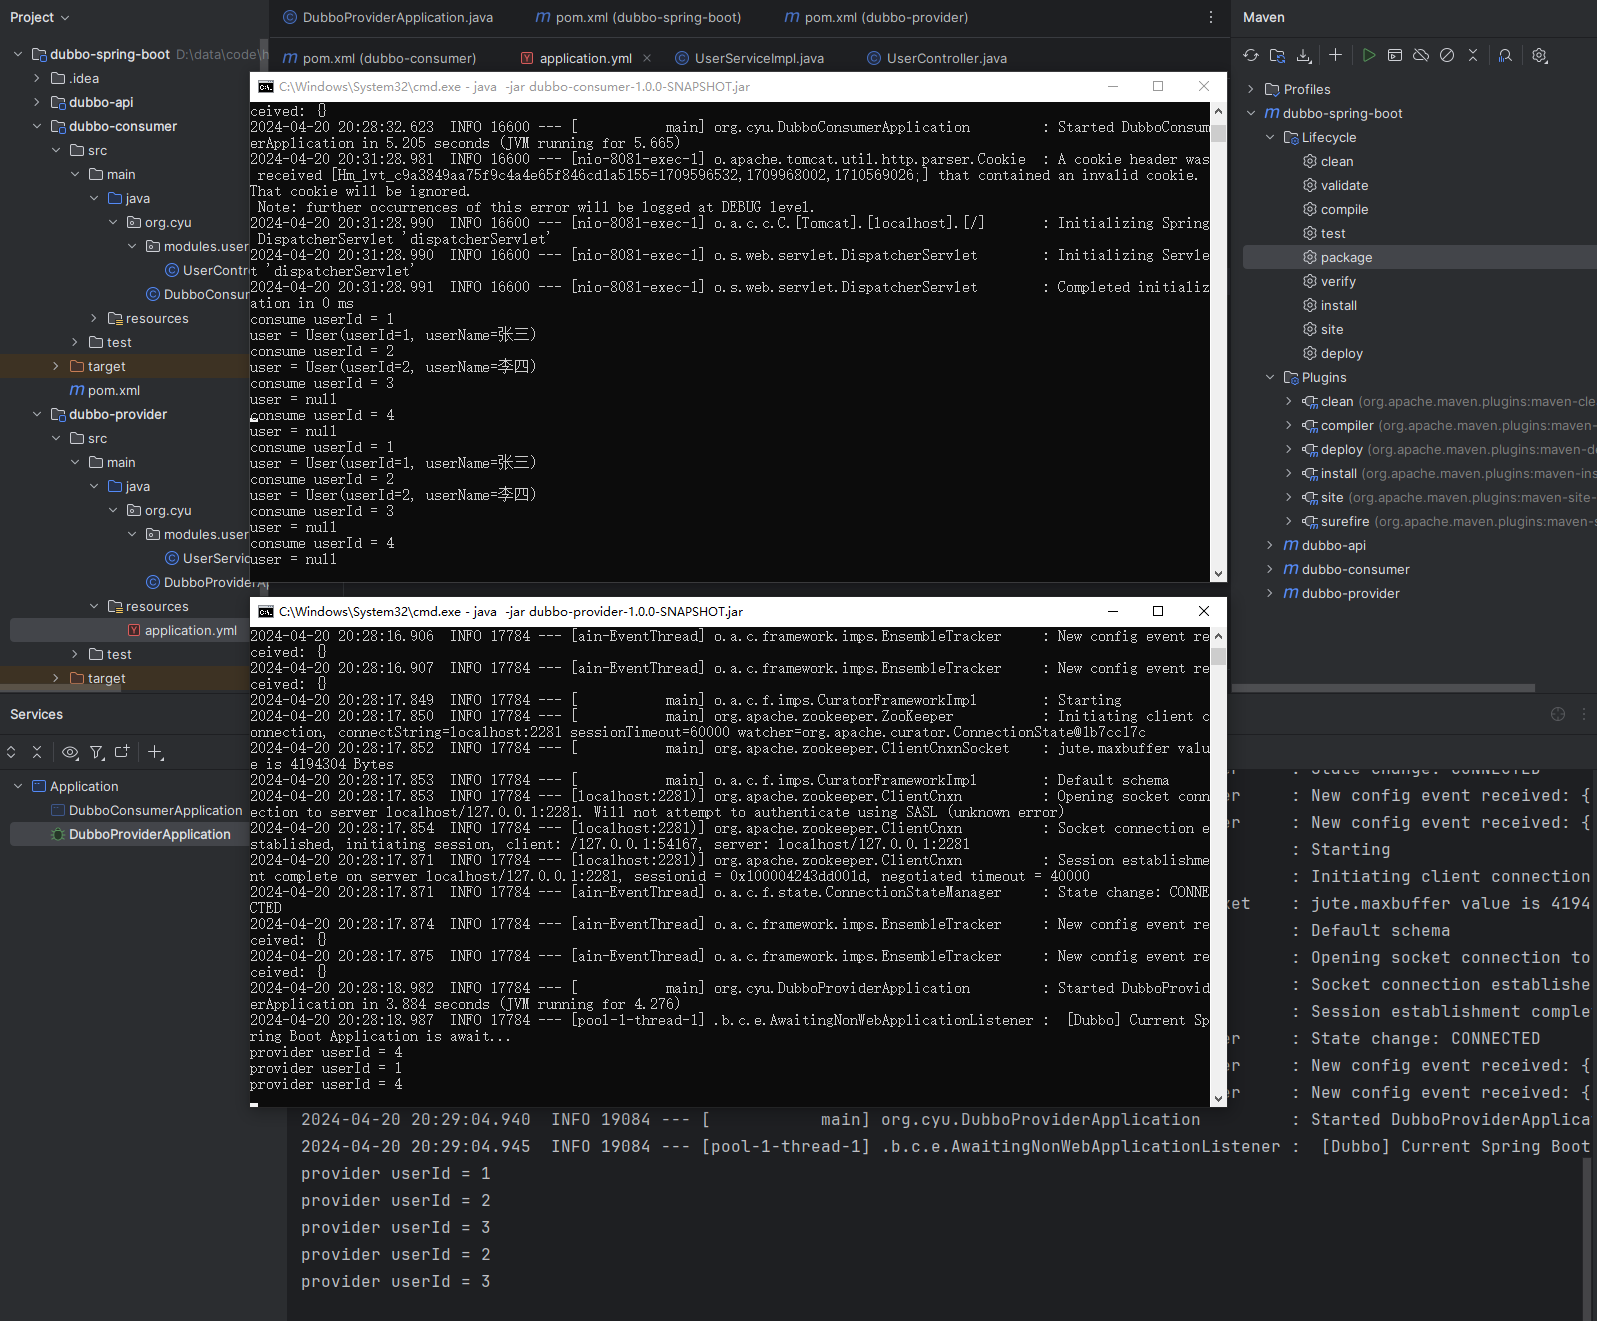 Project
dubbo-spring-boot D:\data\code\h
.idea
dubbo-api
dubbo-consumer
src
main
java
org.cyu
modules.user
UserContr
DubboConsur
resources
test
target
pom.xml
dubbo-provider
src
main
java
org.cyu
modules.user
UserServic
DubboProviderA
resources
application.yml
test
target
DubboProviderApplication.java
pom.xml (dubbo-spring-boot)
pom.xml (dubbo-provider)
pom.xml (dubbo-consumer)
application.yml
UserServiceImpl.java
UserController.java
C:\Windows\System32\cmd.exe - java  -jar dubbo-consumer-1.0.0-SNAPSHOT.jar
ceived: {}
2024-04-20 20:28:32.623  INFO 16600 --- [           main] org.cyu.DubboConsumerApplication         : Started DubboConsum
erApplication in 5.205 seconds (JVM running for 5.665)
2024-04-20 20:31:28.981  INFO 16600 --- [nio-8081-exec-1] o.apache.tomcat.util.http.parser.Cookie  : A cookie header was
 received [Hm_lvt_c9a3849aa75f9c4a4e65f846cd1a5155=1709596532,1709968002,1710569026;] that contained an invalid cookie.
That cookie will be ignored.
 Note: further occurrences of this error will be logged at DEBUG level.
2024-04-20 20:31:28.990  INFO 16600 --- [nio-8081-exec-1] o.a.c.c.C.[Tomcat].[localhost].[/]       : Initializing Spring
 DispatcherServlet 'dispatcherServlet'
2024-04-20 20:31:28.990  INFO 16600 --- [nio-8081-exec-1] o.s.web.servlet.DispatcherServlet        : Initializing Servle
t 'dispatcherServlet'
2024-04-20 20:31:28.991  INFO 16600 --- [nio-8081-exec-1] o.s.web.servlet.DispatcherServlet        : Completed initializ
ation in 0 ms
consume userId = 1
user = User(userId=1, userName=张三)
consume userId = 2
user = User(userId=2, userName=李四)
consume userId = 3
user = null
consume userId = 4
user = null
consume userId = 1
user = User(userId=1, userName=张三)
consume userId = 2
user = User(userId=2, userName=李四)
consume userId = 3
user = null
consume userId = 4
user = null
C:\Windows\System32\cmd.exe - java  -jar dubbo-provider-1.0.0-SNAPSHOT.jar
2024-04-20 20:28:16.906  INFO 17784 --- [ain-EventThread] o.a.c.framework.imps.EnsembleTracker     : New config event re
ceived: {}
2024-04-20 20:28:16.907  INFO 17784 --- [ain-EventThread] o.a.c.framework.imps.EnsembleTracker     : New config event re
ceived: {}
2024-04-20 20:28:17.849  INFO 17784 --- [           main] o.a.c.f.imps.CuratorFrameworkImpl        : Starting
2024-04-20 20:28:17.850  INFO 17784 --- [           main] org.apache.zookeeper.ZooKeeper           : Initiating client c
onnection, connectString=localhost:2281 sessionTimeout=60000 watcher=org.apache.curator.ConnectionState@1b7cc17c
2024-04-20 20:28:17.852  INFO 17784 --- [           main] org.apache.zookeeper.ClientCnxnSocket    : jute.maxbuffer valu
e is 4194304 Bytes
2024-04-20 20:28:17.853  INFO 17784 --- [           main] o.a.c.f.imps.CuratorFrameworkImpl        : Default schema
2024-04-20 20:28:17.853  INFO 17784 --- [localhost:2281)] org.apache.zookeeper.ClientCnxn          : Opening socket conn
ection to server localhost/127.0.0.1:2281. Will not attempt to authenticate using SASL (unknown error)
2024-04-20 20:28:17.854  INFO 17784 --- [localhost:2281)] org.apache.zookeeper.ClientCnxn          : Socket connection e
stablished, initiating session, client: /127.0.0.1:54167, server: localhost/127.0.0.1:2281
2024-04-20 20:28:17.871  INFO 17784 --- [localhost:2281)] org.apache.zookeeper.ClientCnxn          : Session establishme
nt complete on server localhost/127.0.0.1:2281, sessionid = 0x100004243dd001d, negotiated timeout = 40000
2024-04-20 20:28:17.871  INFO 17784 --- [ain-EventThread] o.a.c.f.state.ConnectionStateManager     : State change: CONNE
CTED
2024-04-20 20:28:17.874  INFO 17784 --- [ain-EventThread] o.a.c.framework.imps.EnsembleTracker     : New config event re
ceived: {}
2024-04-20 20:28:17.875  INFO 17784 --- [ain-EventThread] o.a.c.framework.imps.EnsembleTracker     : New config event re
ceived: {}
2024-04-20 20:28:18.982  INFO 17784 --- [           main] org.cyu.DubboProviderApplication         : Started DubboProvid
erApplication in 3.884 seconds (JVM running for 4.276)
2024-04-20 20:28:18.987  INFO 17784 --- [pool-1-thread-1] .b.c.e.AwaitingNonWebApplicationListener :  [Dubbo] Current Sp
ring Boot Application is await...
provider userId = 4
provider userId = 1
provider userId = 4
Maven
Profiles
dubbo-spring-boot
Lifecycle
clean
validate
compile
test
package
verify
install
site
deploy
Plugins
clean (org.apache.maven.plugins:maven-cle
compiler (org.apache.maven.plugins:maven-
deploy (org.apache.maven.plugins:maven-de
install (org.apache.maven.plugins:maven-ins
site (org.apache.maven.plugins:maven-site-
surefire (org.apache.maven.plugins:maven-s
dubbo-api
dubbo-consumer
dubbo-provider
Services
Application
DubboConsumerApplication
DubboProviderApplication
er     : State change: CONNECTED
er     : New config event received: {
er     : New config event received: {
: Starting
: Initiating client connection
ket    : jute.maxbuffer value is 4194
: Default schema
: Opening socket connection to
: Socket connection establishe
: Session establishment comple
er     : State change: CONNECTED
er     : New config event received: {
er     : New config event received: {
2024-04-20 20:29:04.940  INFO 19084 --- [           main] org.cyu.DubboProviderApplication         : Started DubboProviderApplica
2024-04-20 20:29:04.945  INFO 19084 --- [pool-1-thread-1] .b.c.e.AwaitingNonWebApplicationListener :  [Dubbo] Current Spring Boot
provider userId = 1
provider userId = 2
provider userId = 3
provider userId = 2
provider userId = 3